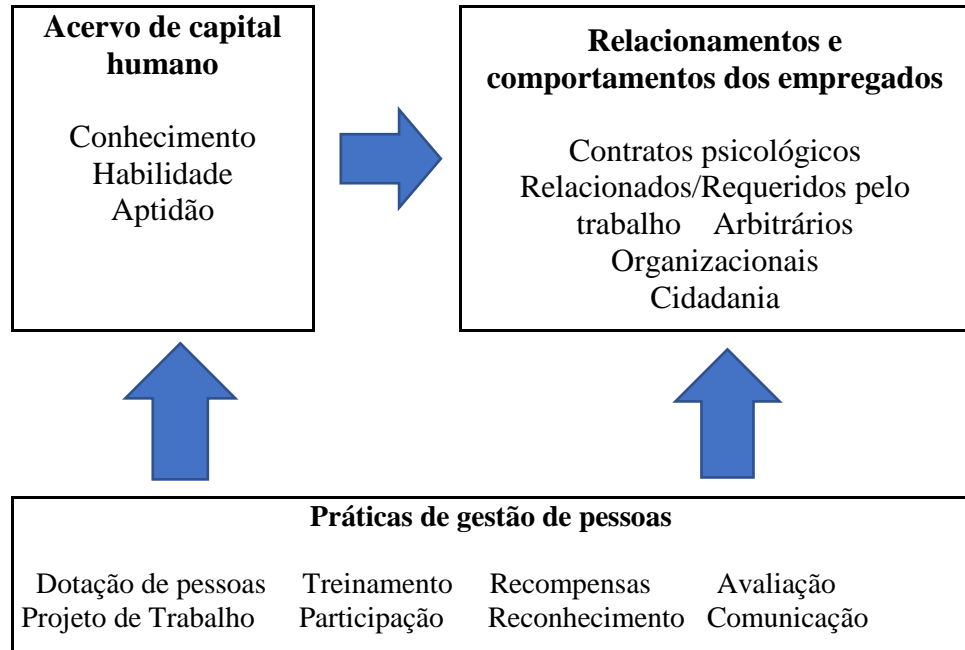 Acervo de capital
humano
Conhecimento
Habilidade
Aptidão
Relacionamentos e
comportamentos dos empregados
Contratos psicológicos
Relacionados/Requeridos pelo
trabalho Arbitrários
Organizacionais
Cidadania
Práticas de gestão de pessoas
Dotação de pessoas Treinamento Recompensas Avaliação
Projeto de Trabalho Participação Reconhecimento Comunicação